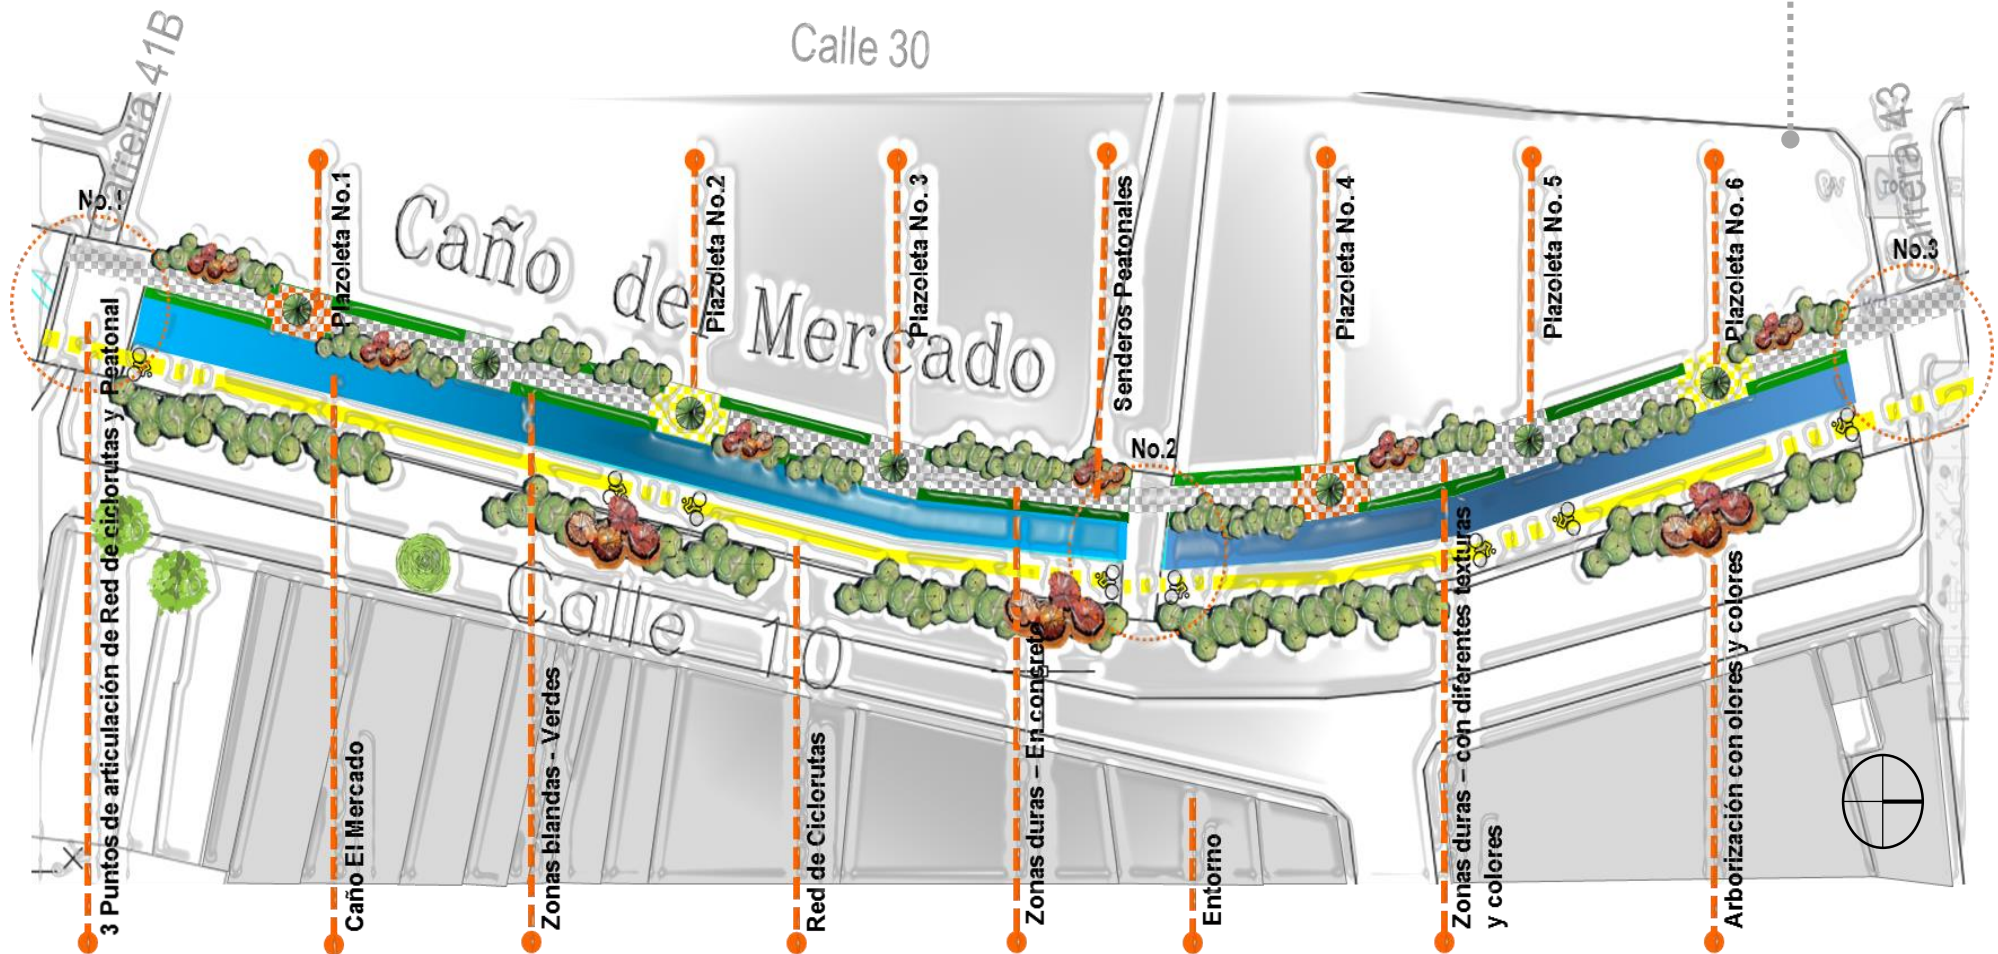 Calle 30
Carrera 41B
Carrera 43
No.1
Plazoleta No.1
Caño del Mercado
Plazoleta No.2
Plazoleta No. 3
Senderos Peatonales
No.2
Plazoleta No. 4
Plazoleta No. 5
Plazoleta No. 6
No.3
Calle 10
3 Puntos de articulación de Red de ciclorutas y Peatonal
Caño El Mercado
Zonas blandas - Verdes
Red de Ciclorutas
Zonas duras – En concreto
Entorno
Zonas duras – con diferentes texturas
y colores
Arborización con olores y colores